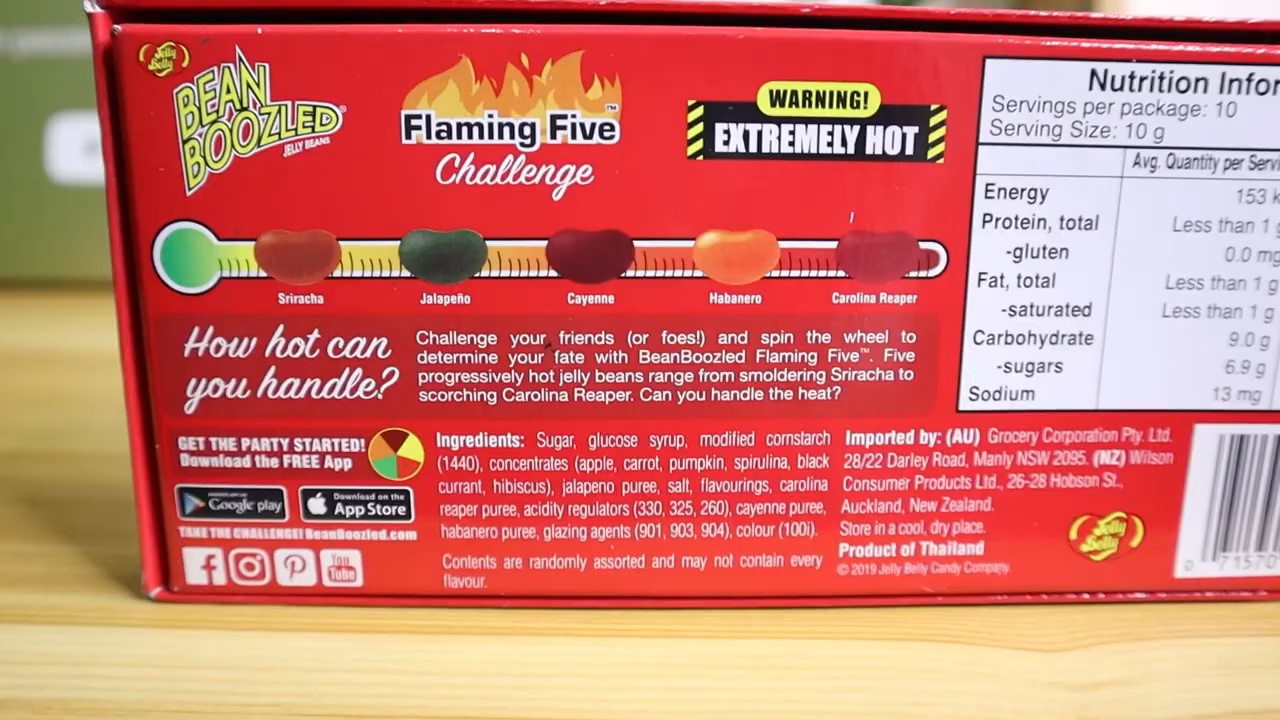 Jelly Belly
BEAN
BOOZLED®
JELLY BEANS
Flaming Five™
Challenge
WARNING!
EXTREMELY HOT
Sriracha
Jalapeño
Cayenne
Habanero
Carolina Reaper
How hot can
you handle?
Challenge your friends (or foes!) and spin the wheel to
determine your fate with BeanBoozled Flaming Five™. Five
progressively hot jelly beans range from smoldering Sriracha to
scorching Carolina Reaper. Can you handle the heat?
GET THE PARTY STARTED!
Download the FREE App
Google play
Download on the
App Store
TAKE THE CHALLENGE! BeanBoozled.com
You
Tube
Ingredients: Sugar, glucose syrup, modified cornstarch
(1440), concentrates (apple, carrot, pumpkin, spirulina, black
currant, hibiscus), jalapeno puree, salt, flavourings, carolina
reaper puree, acidity regulators (330, 325, 260), cayenne puree,
habanero puree, glazing agents (901, 903, 904), colour (100i).
Contents are randomly assorted and may not contain every
flavour.
Imported by: (AU) Grocery Corporation Pty. Ltd.
28/22 Darley Road, Manly NSW 2095. (NZ) Wilson
Consumer Products Ltd., 26-28 Hobson St.,
Auckland, New Zealand.
Store in a cool, dry place.
Product of Thailand
© 2019 Jelly Belly Candy Company.
Jelly Belly
Nutrition Infor
Servings per package: 10
Serving Size: 10 g
Avg. Quantity per Servi
Energy 153 k
Protein, total Less than 1 g
-gluten 0.0 mg
Fat, total Less than 1 g
-saturated Less than 1 g
Carbohydrate 9.0 g
-sugars 6.9 g
Sodium 13 mg
0 71570